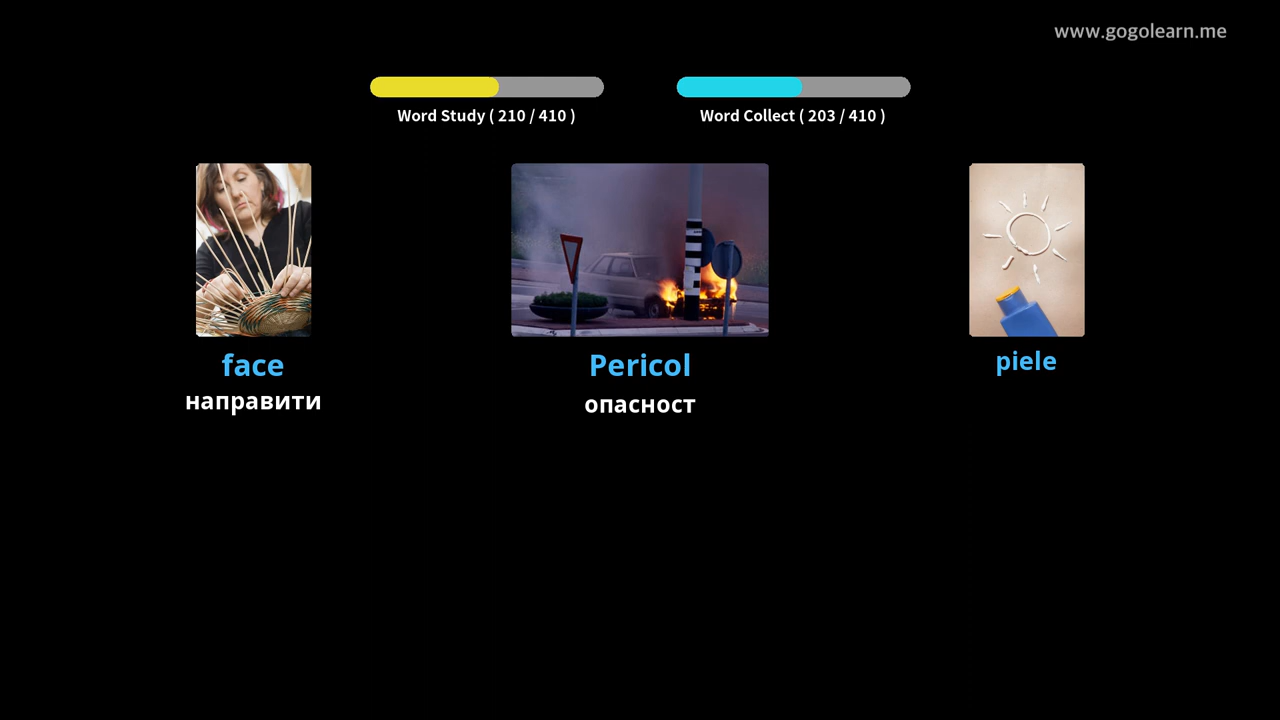 www.gogolearn.me
Word Study ( 210 / 410 )
Word Collect ( 203 / 410 )
face
Pericol
piele
направити
опасност